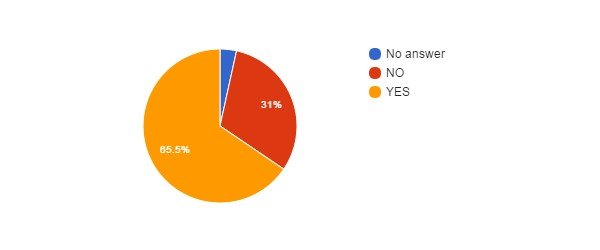 No answer
NO
31%
YES
65.5%